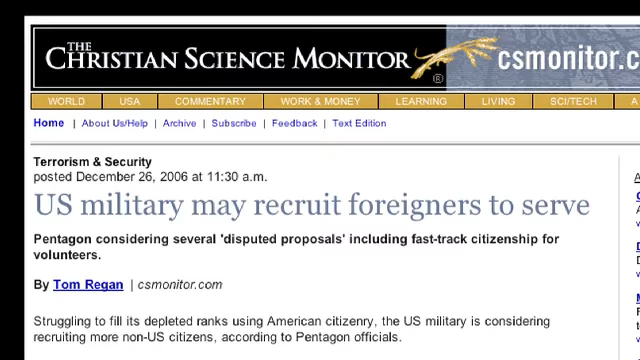 THE
CHRISTIAN SCIENCE MONITOR
®
csmonitor.c
WORLD USA COMMENTARY WORK & MONEY LEARNING LIVING SCI/TECH A
Home | About Us/Help | Archive | Subscribe | Feedback | Text Edition
Terrorism & Security
posted December 26, 2006 at 11:30 a.m.
US military may recruit foreigners to serve
Pentagon considering several 'disputed proposals' including fast-track citizenship for
volunteers.
By Tom Regan | csmonitor.com
Struggling to fill its depleted ranks using American citizenry, the US military is considering
recruiting more non-US citizens, according to Pentagon officials.